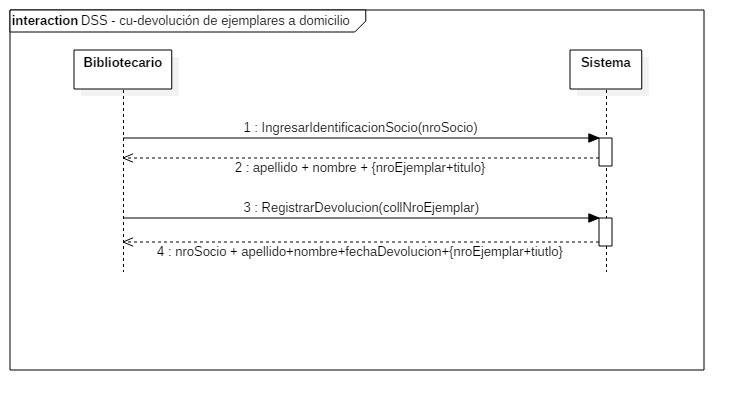 interaction DSS - cu-devolución de ejemplares a domicilio
Bibliotecario
Sistema
1 : IngresarIdentificacionSocio(nroSocio)
2 : apellido + nombre + {nroEjemplar+titulo}
3 : RegistrarDevolucion(collNroEjemplar)
4 : nroSocio + apellido+nombre+fechaDevolucion+{nroEjemplar+tiutlo}